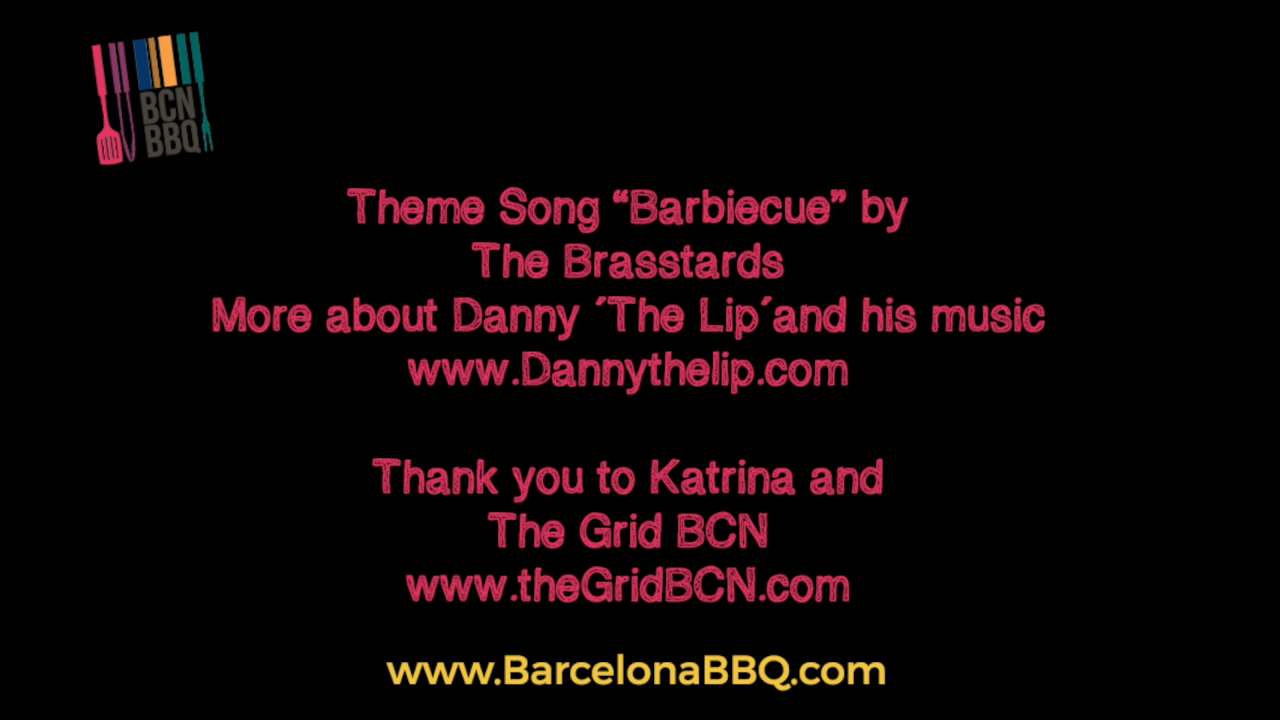 BCN
BBQ
Theme Song “Barbiecue” by
The Brasstards
More about Danny ´The Lip´and his music
www.Dannythelip.com
Thank you to Katrina and
The Grid BCN
www.theGridBCN.com
www.BarcelonaBBQ.com